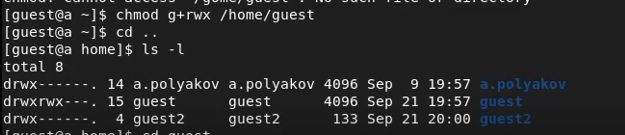 chmod: cannot access '/gome/guest': No such file or directory
[guest@a ~]$ chmod g+rwx /home/guest
[guest@a ~]$ cd ..
[guest@a home]$ ls -l
total 8
drwx------. 14 a.polyakov a.polyakov 4096 Sep  9 19:57 a.polyakov
drwxrwx---. 15 guest      guest      4096 Sep 21 19:57 guest
drwx------.  4 guest2     guest2      133 Sep 21 20:00 guest2
[guest@a home]$ cd guest